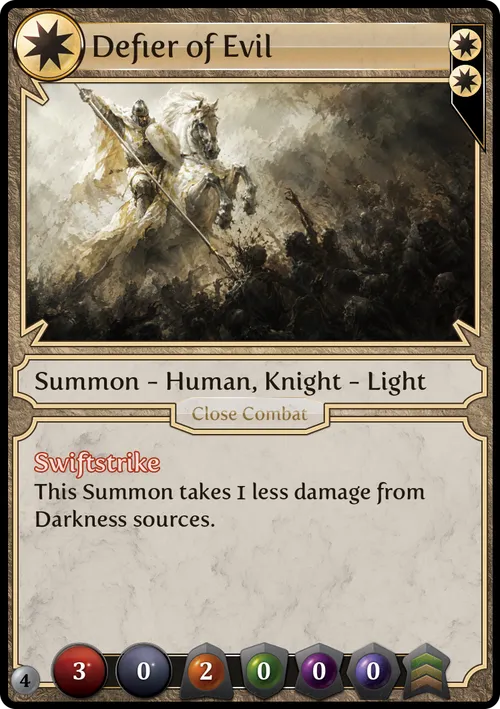 Defier of Evil
Summon - Human, Knight - Light
Close Combat
Swiftstrike
This Summon takes 1 less damage from
Darkness sources.
4 3* 0* 2 0 0 0